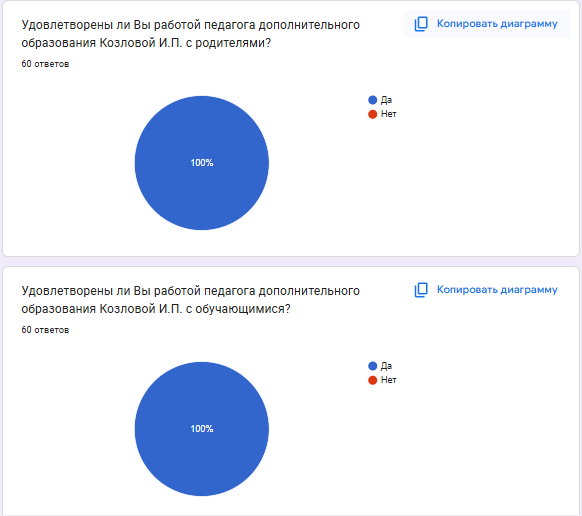 Удовлетворены ли Вы работой педагога дополнительного
образования Козловой И.П. с родителями?
Копировать диаграмму
60 ответов
Да
Нет
100%
Удовлетворены ли Вы работой педагога дополнительного
образования Козловой И.П. с обучающимися?
Копировать диаграмму
60 ответов
Да
Нет
100%